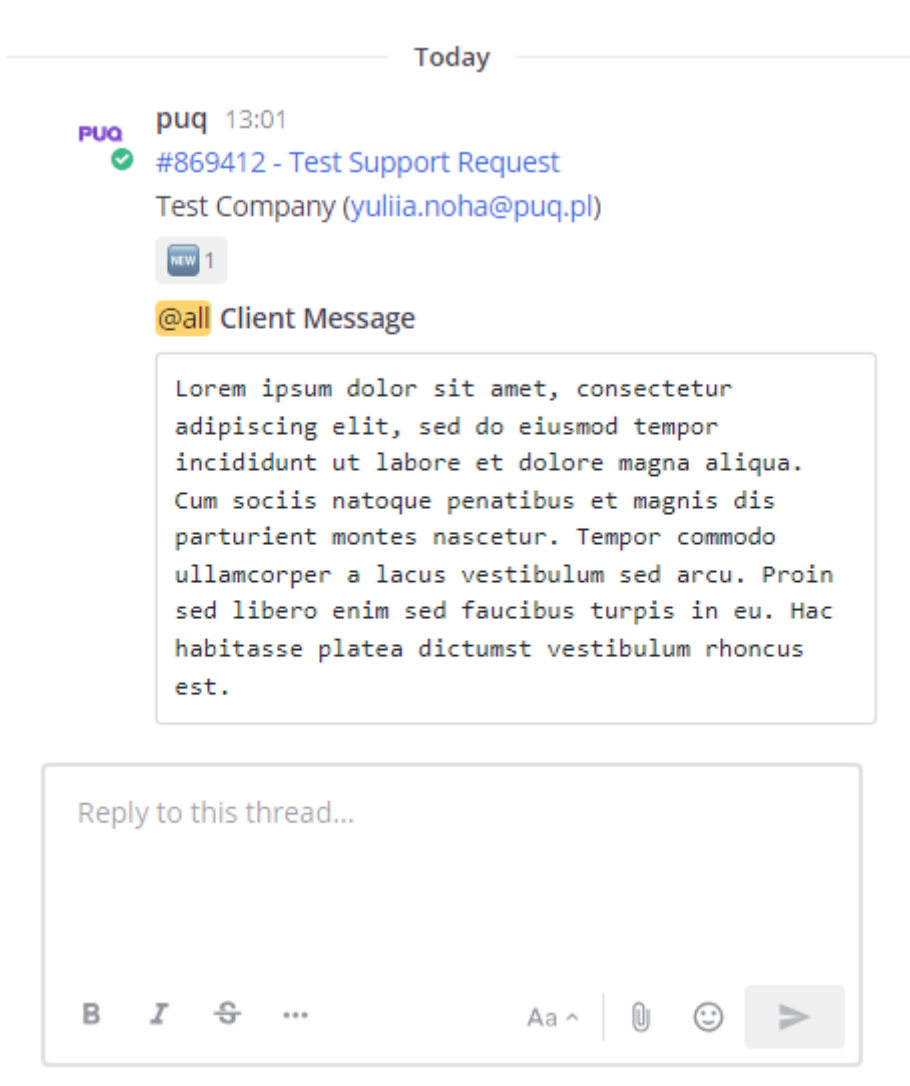 Today
PUQ
puq 13:01
#869412 - Test Support Request
Test Company (yuliia.noha@puq.pl)
NEW 1
@all Client Message
Lorem ipsum dolor sit amet, consectetur
adipiscing elit, sed do eiusmod tempor
incididunt ut labore et dolore magna aliqua.
Cum sociis natoque penatibus et magnis dis
parturient montes nascetur. Tempor commodo
ullamcorper a lacus vestibulum sed arcu. Proin
sed libero enim sed faucibus turpis in eu. Hac
habitasse platea dictumst vestibulum rhoncus
est.
Reply to this thread...
B I S ... Aa